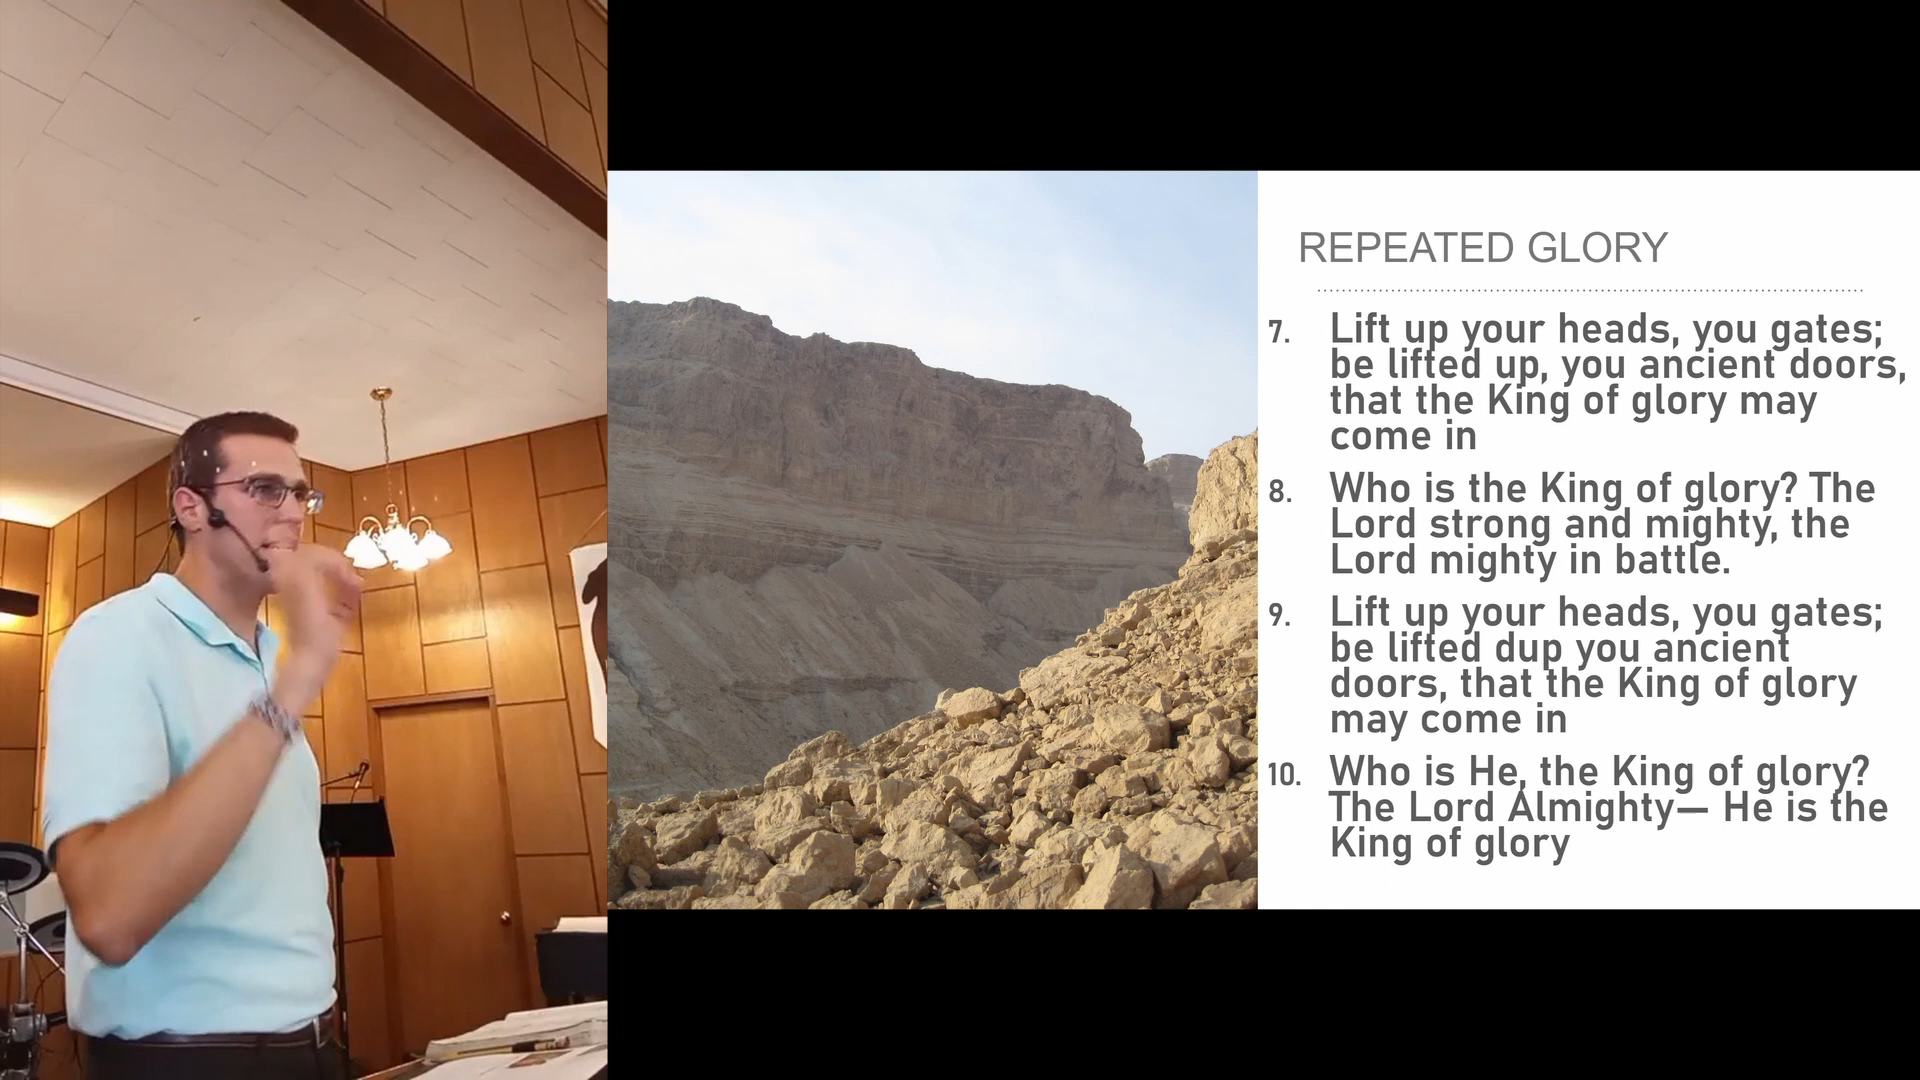 REPEATED GLORY
7. Lift up your heads, you gates;
be lifted up, you ancient doors,
that the King of glory may
come in
8. Who is the King of glory? The
Lord strong and mighty, the
Lord mighty in battle.
9. Lift up your heads, you gates;
be lifted dup you ancient
doors, that the King of glory
may come in
10. Who is He, the King of glory?
The Lord Almighty— He is the
King of glory